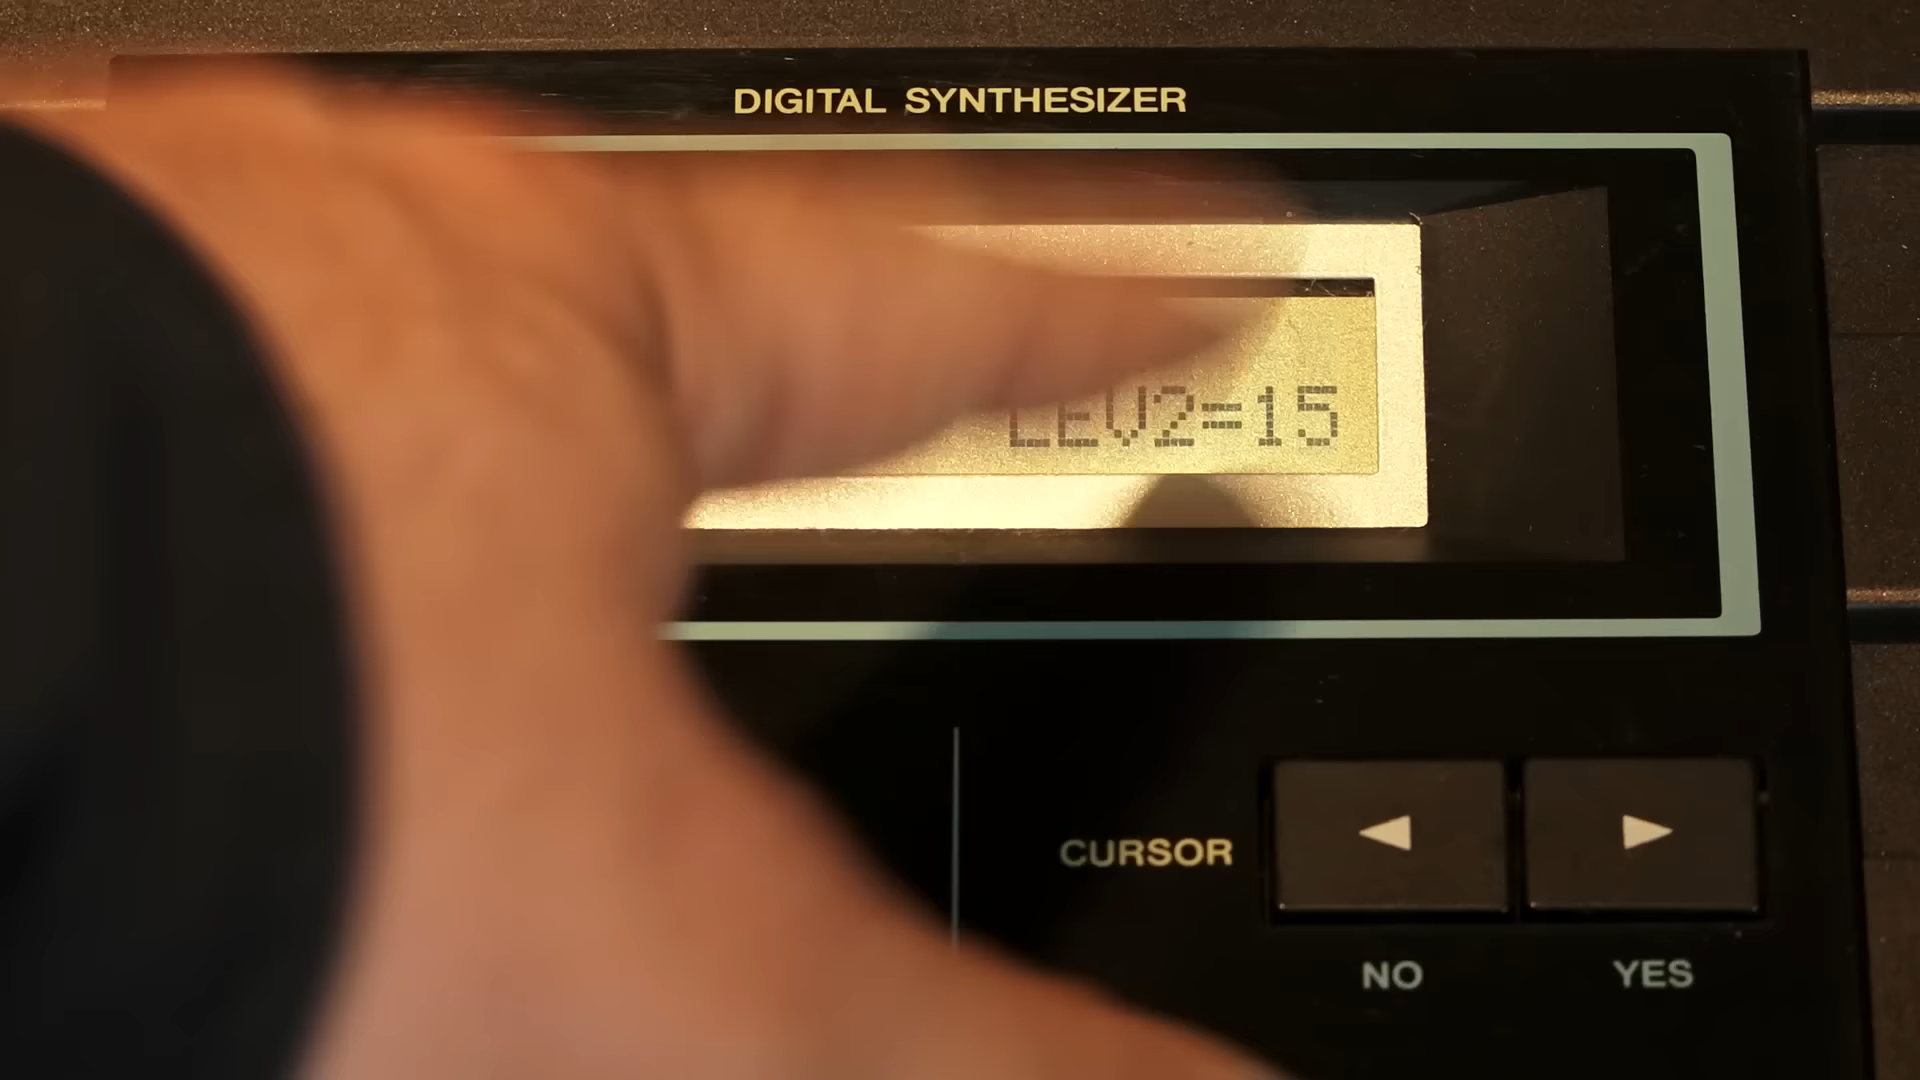 DIGITAL SYNTHESIZER
LEV2=15
CURSOR
NO YES